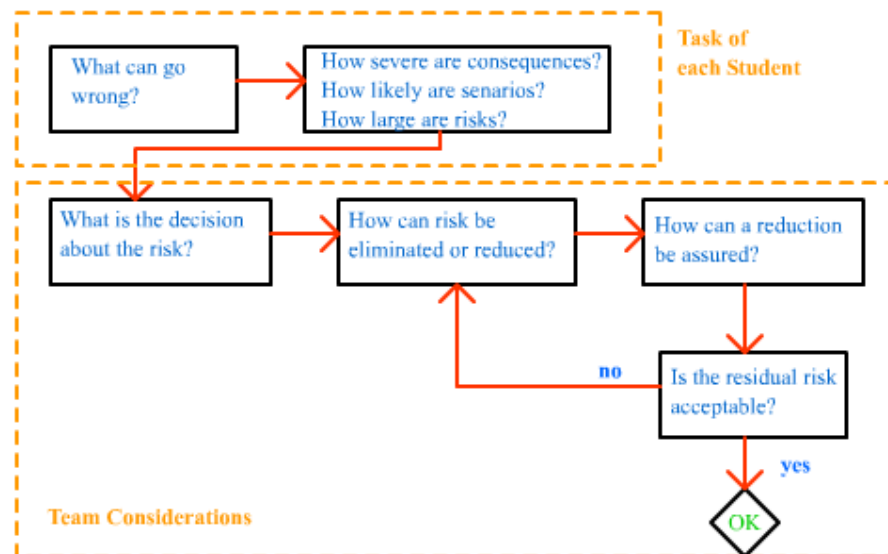 Task of
each Student
What can go
wrong?
How severe are consequences?
How likely are senarios?
How large are risks?
What is the decision
about the risk?
How can risk be
eliminated or reduced?
How can a reduction
be assured?
no
Is the residual risk
acceptable?
yes
OK
Team Considerations